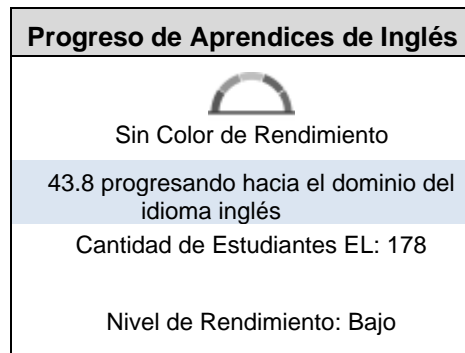 Progreso de Aprendices de Inglés
Sin Color de Rendimiento
43.8 progresando hacia el dominio del
idioma inglés
Cantidad de Estudiantes EL: 178
Nivel de Rendimiento: Bajo